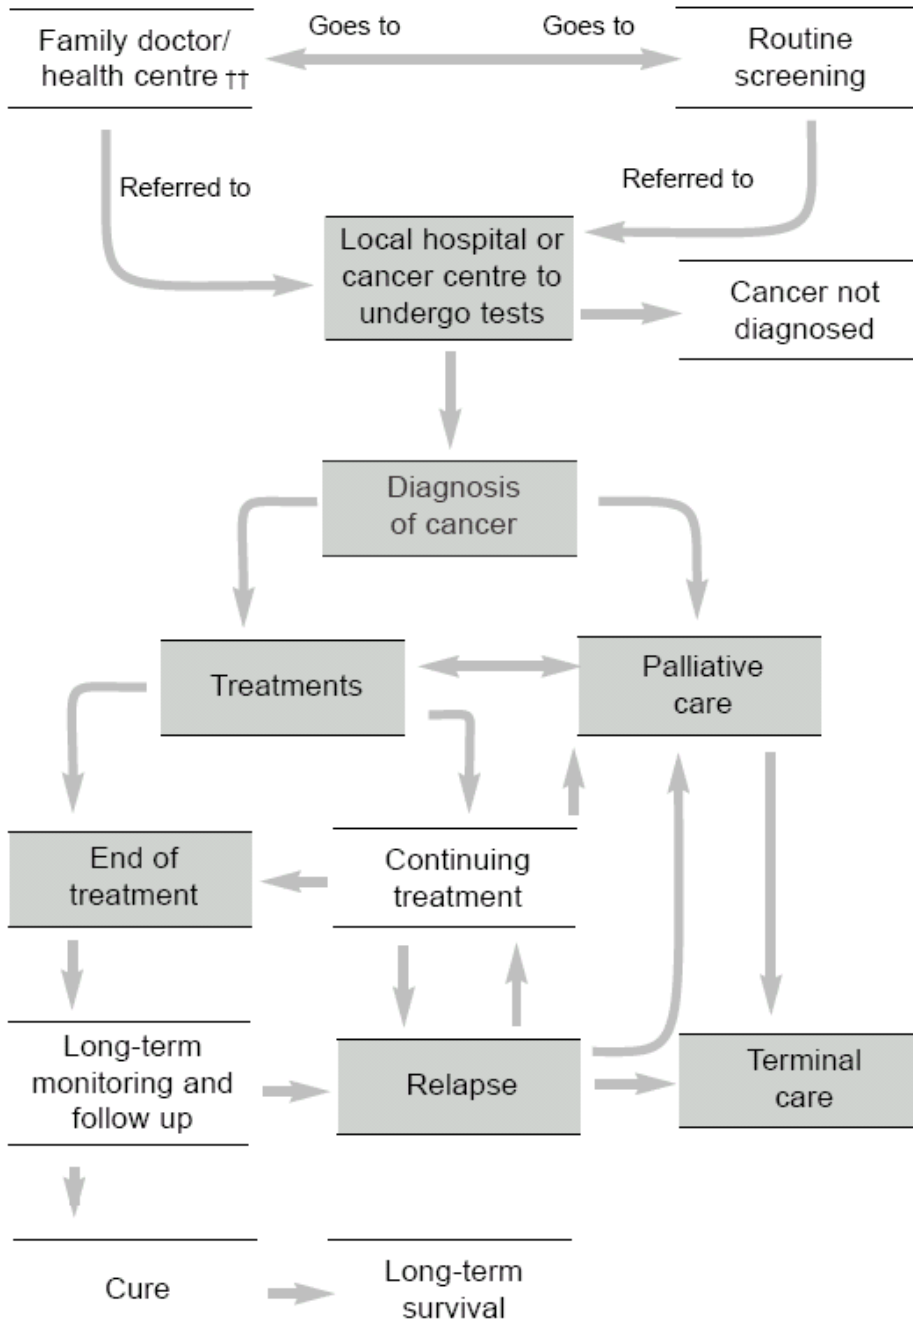 Family doctor/
health centre ††
Goes to
Goes to
Routine
screening
Referred to
Referred to
Local hospital or
cancer centre to
undergo tests
Cancer not
diagnosed
Diagnosis
of cancer
Treatments
Palliative
care
End of
treatment
Continuing
treatment
Long-term
monitoring and
follow up
Relapse
Terminal
care
Cure
Long-term
survival